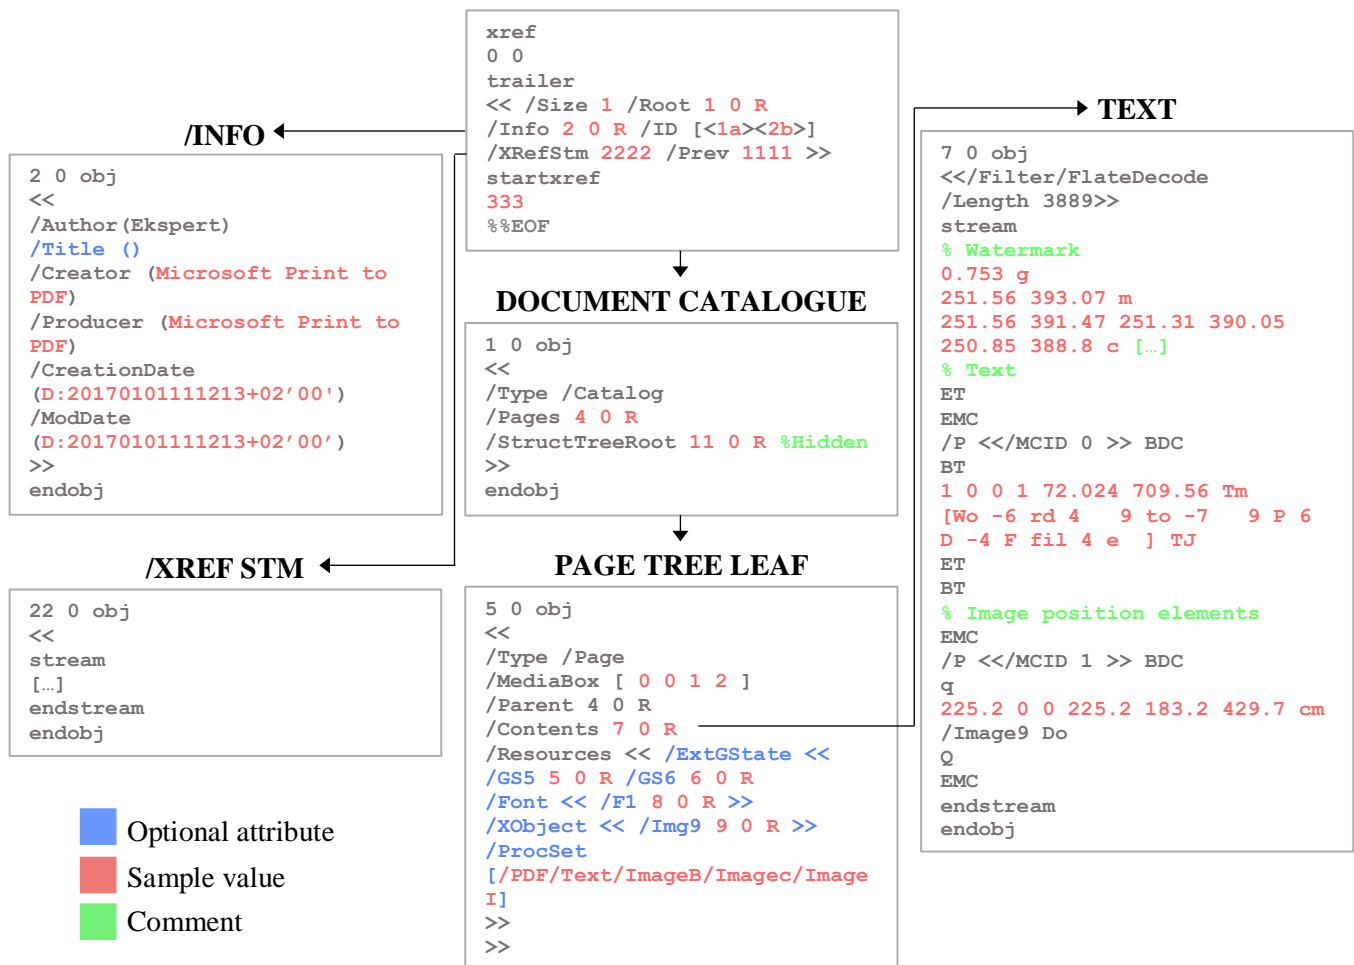 xref
0 0
trailer
<< /Size 1 /Root 1 0 R
/Info 2 0 R /ID [<1a><2b>]
/XRefStm 2222 /Prev 1111 >>
startxref
333
%%EOF
/INFO
2 0 obj
<<
/Author(Ekspert)
/Title ()
/Creator (Microsoft Print to
PDF)
/Producer (Microsoft Print to
PDF)
/CreationDate
(D:20170101111213+02’00')
/ModDate
(D:20170101111213+02’00’)
>>
endobj
/XREF STM
22 0 obj
<<
stream
[…]
endstream
endobj
DOCUMENT CATALOGUE
1 0 obj
<<
/Type /Catalog
/Pages 4 0 R
/StructTreeRoot 11 0 R %Hidden
>>
endobj
PAGE TREE LEAF
5 0 obj
<<
/Type /Page
/MediaBox [ 0 0 1 2 ]
/Parent 4 0 R
/Contents 7 0 R
/Resources << /ExtGState <<
/GS5 5 0 R /GS6 6 0 R
/Font << /F1 8 0 R >>
/XObject << /Img9 9 0 R >>
/ProcSet
[/PDF/Text/ImageB/Imagec/Image
I]
>>
>>
TEXT
7 0 obj
<</Filter/FlateDecode
/Length 3889>>
stream
% Watermark
0.753 g
251.56 393.07 m
251.56 391.47 251.31 390.05
250.85 388.8 c […]
% Text
ET
EMC
/P <</MCID 0 >> BDC
BT
1 0 0 1 72.024 709.56 Tm
[Wo -6 rd 4   9 to -7   9 P 6
D -4 F fil 4 e  ] TJ
ET
BT
% Image position elements
EMC
/P <</MCID 1 >> BDC
q
225.2 0 0 225.2 183.2 429.7 cm
/Image9 Do
Q
EMC
endstream
endobj
Optional attribute
Sample value
Comment